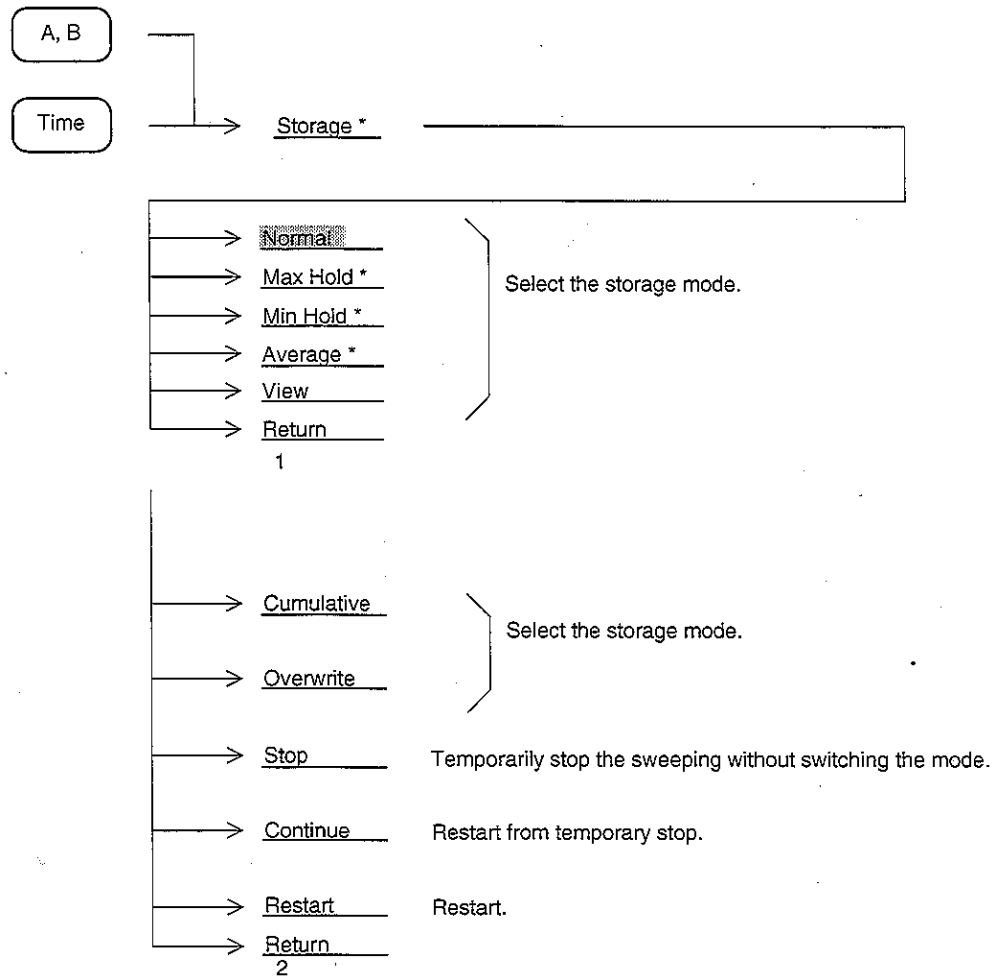 A, B
Time
Storage *
Normal
Max Hold *
Min Hold *
Average *
View
Return
1
Select the storage mode.
Cumulative
Overwrite
Select the storage mode.
Stop Temporarily stop the sweeping without switching the mode.
Continue Restart from temporary stop.
Restart Restart.
Return
2